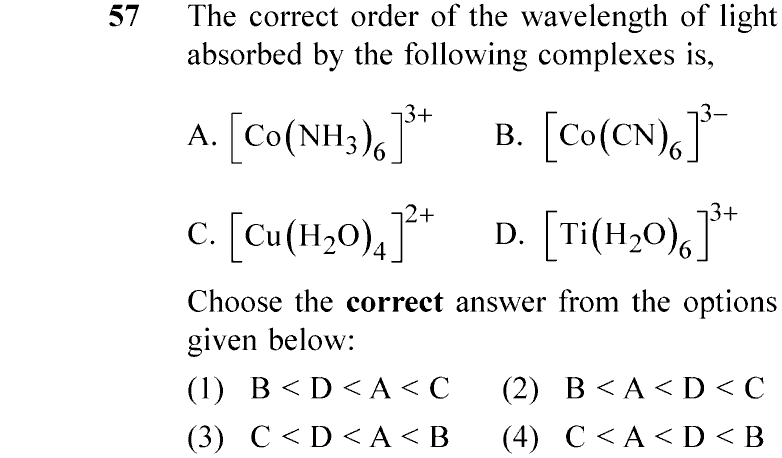 57 The correct order of the wavelength of light
absorbed by the following complexes is,
A. [Co(NH₃)₆]³⁺ B. [Co(CN)₆]³⁻
C. [Cu(H₂O)₄]²⁺ D. [Ti(H₂O)₆]³⁺
Choose the correct answer from the options
given below:
(1) B < D < A < C (2) B < A < D < C
(3) C < D < A < B (4) C < A < D < B